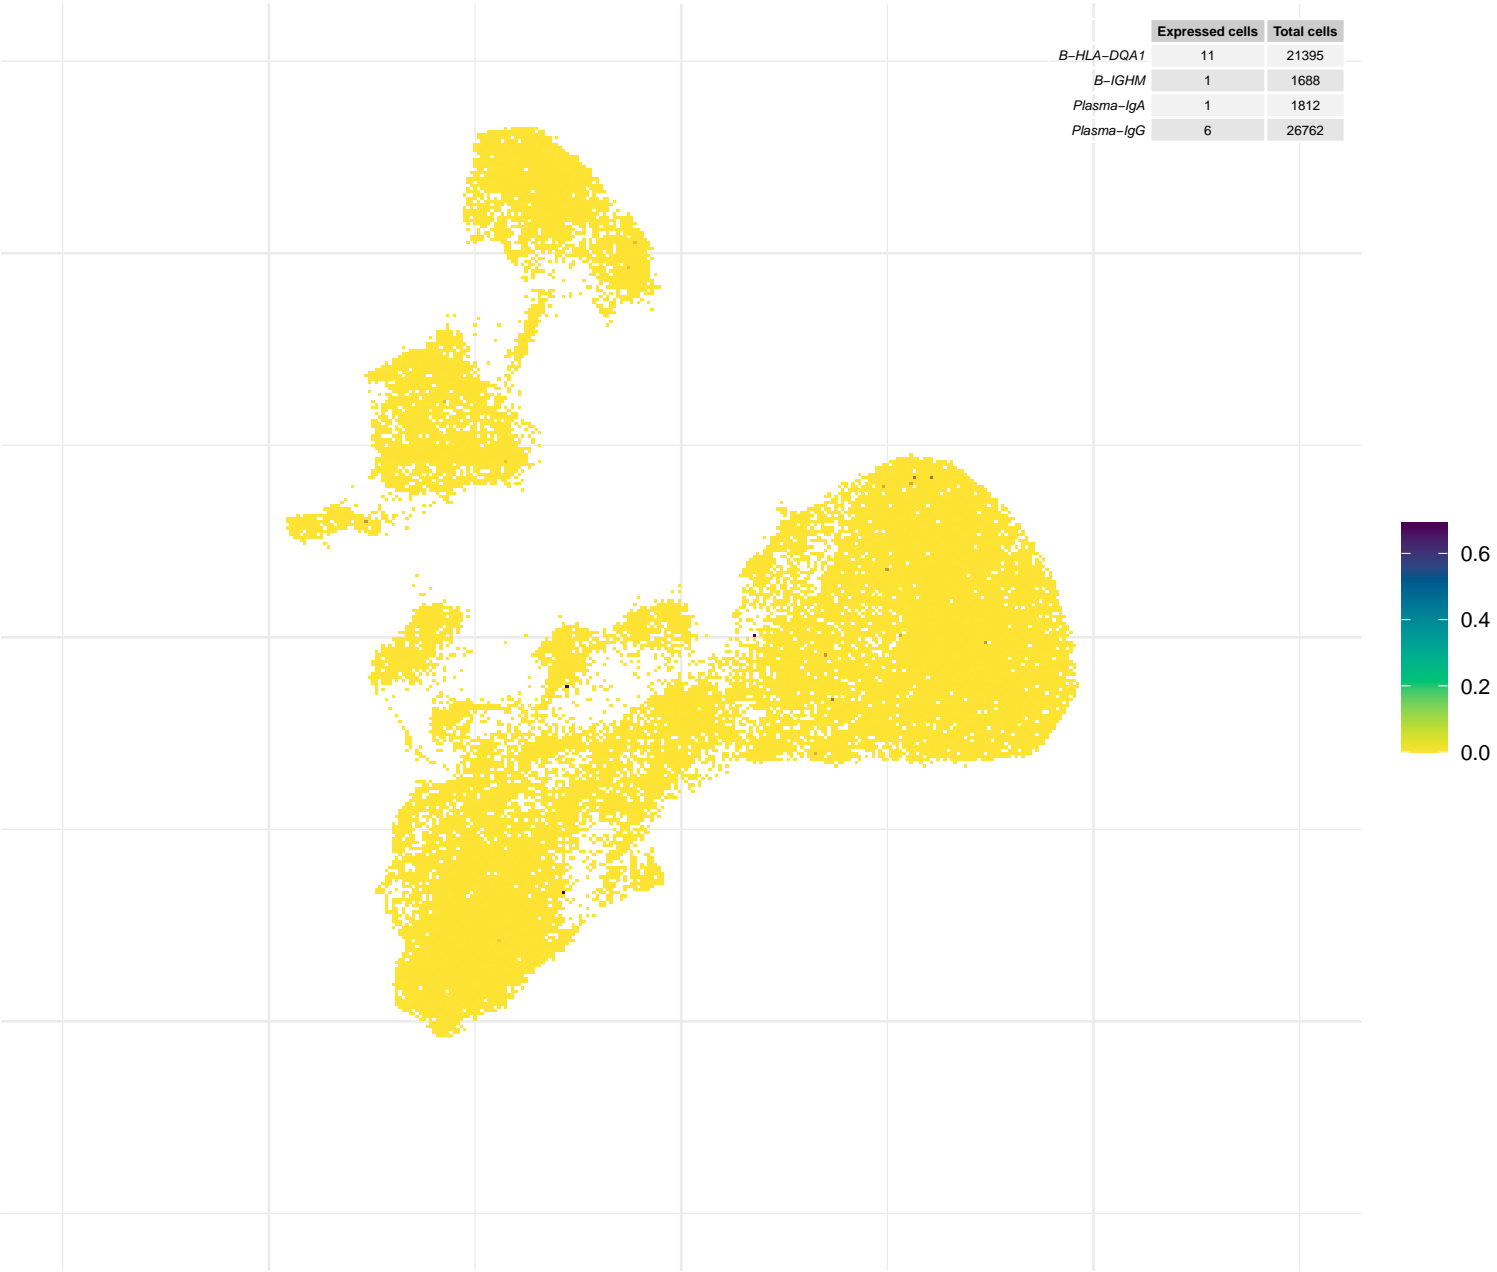 Expressed cells Total cells
B−HLA−DQA1 11 21395
B−IGHM 1 1688
Plasma−IgA 1 1812
Plasma−IgG 6 26762
0.6
0.4
0.2
0.0